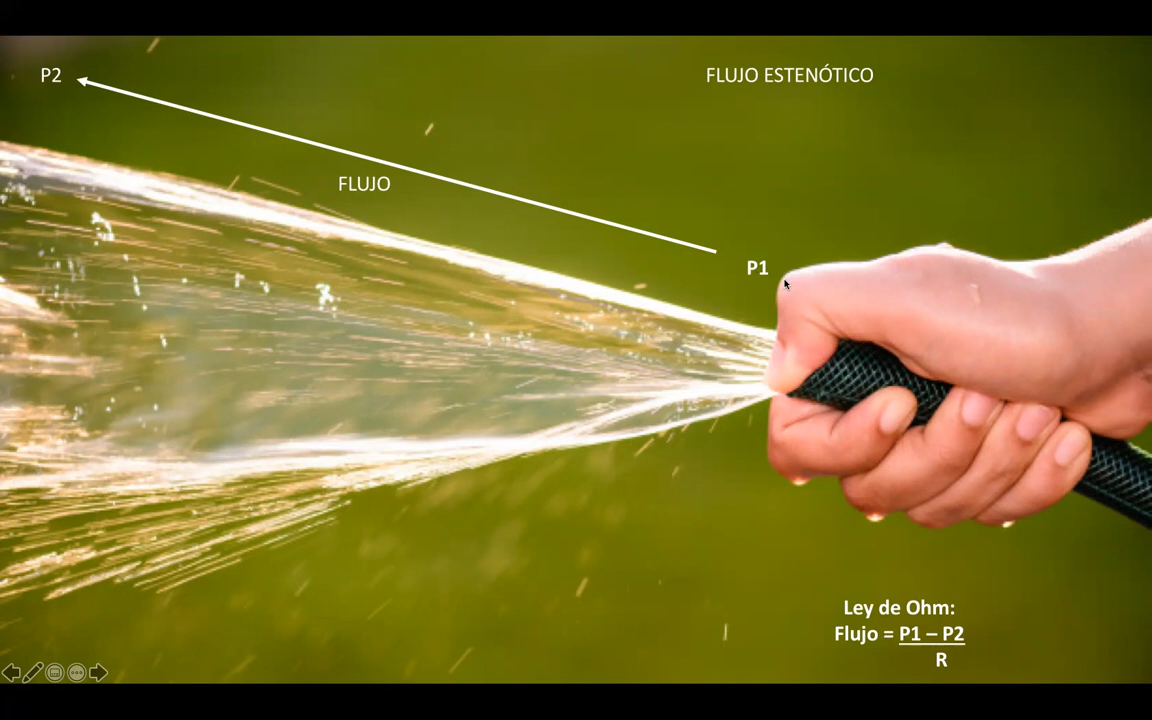 P2
FLUJO ESTENÓTICO
FLUJO
P1
Ley de Ohm:
Flujo = P1 – P2
R